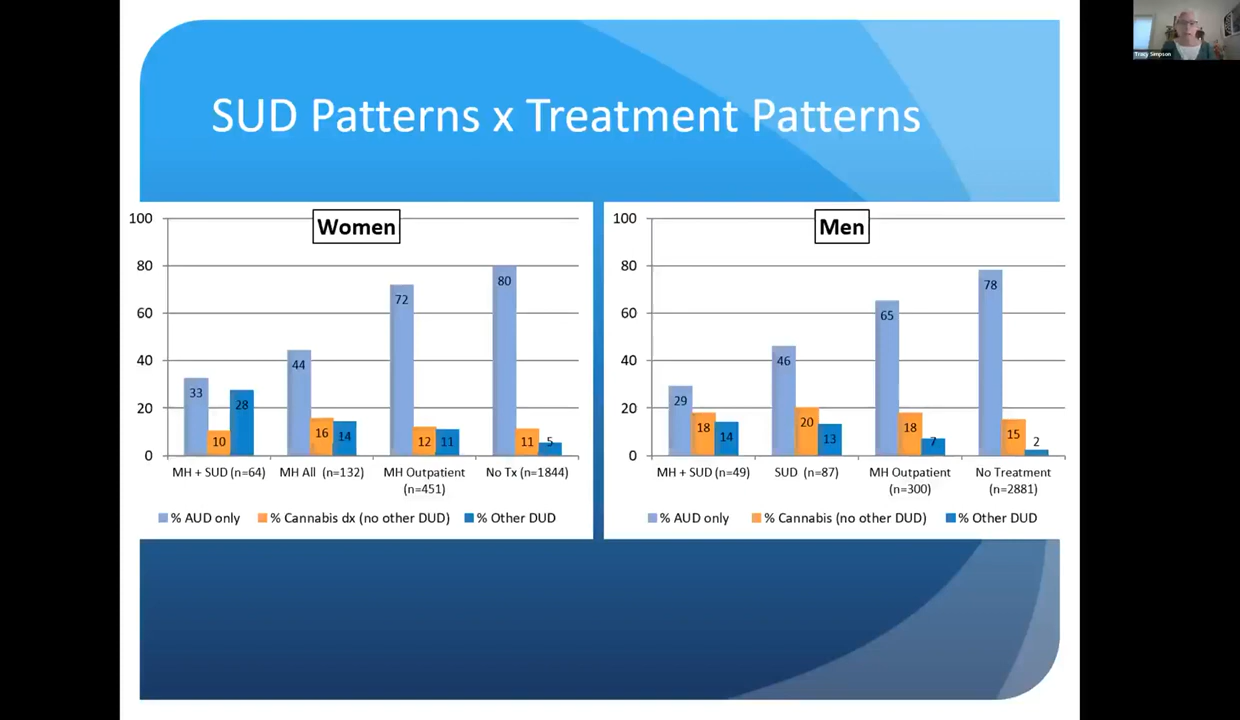 SUD Patterns x Treatment Patterns
Women
100
80
60
40
20
0
33
10
28
44
16
14
72
12
11
80
11
5
MH + SUD (n=64)
MH All (n=132)
MH Outpatient
(n=451)
No Tx (n=1844)
% AUD only
% Cannabis dx (no other DUD)
% Other DUD
Men
100
80
60
40
20
0
29
18
14
46
20
13
65
18
7
78
15
2
MH + SUD (n=49)
SUD (n=87)
MH Outpatient
(n=300)
No Treatment
(n=2881)
% AUD only
% Cannabis (no other DUD)
% Other DUD
Tracy Simpson